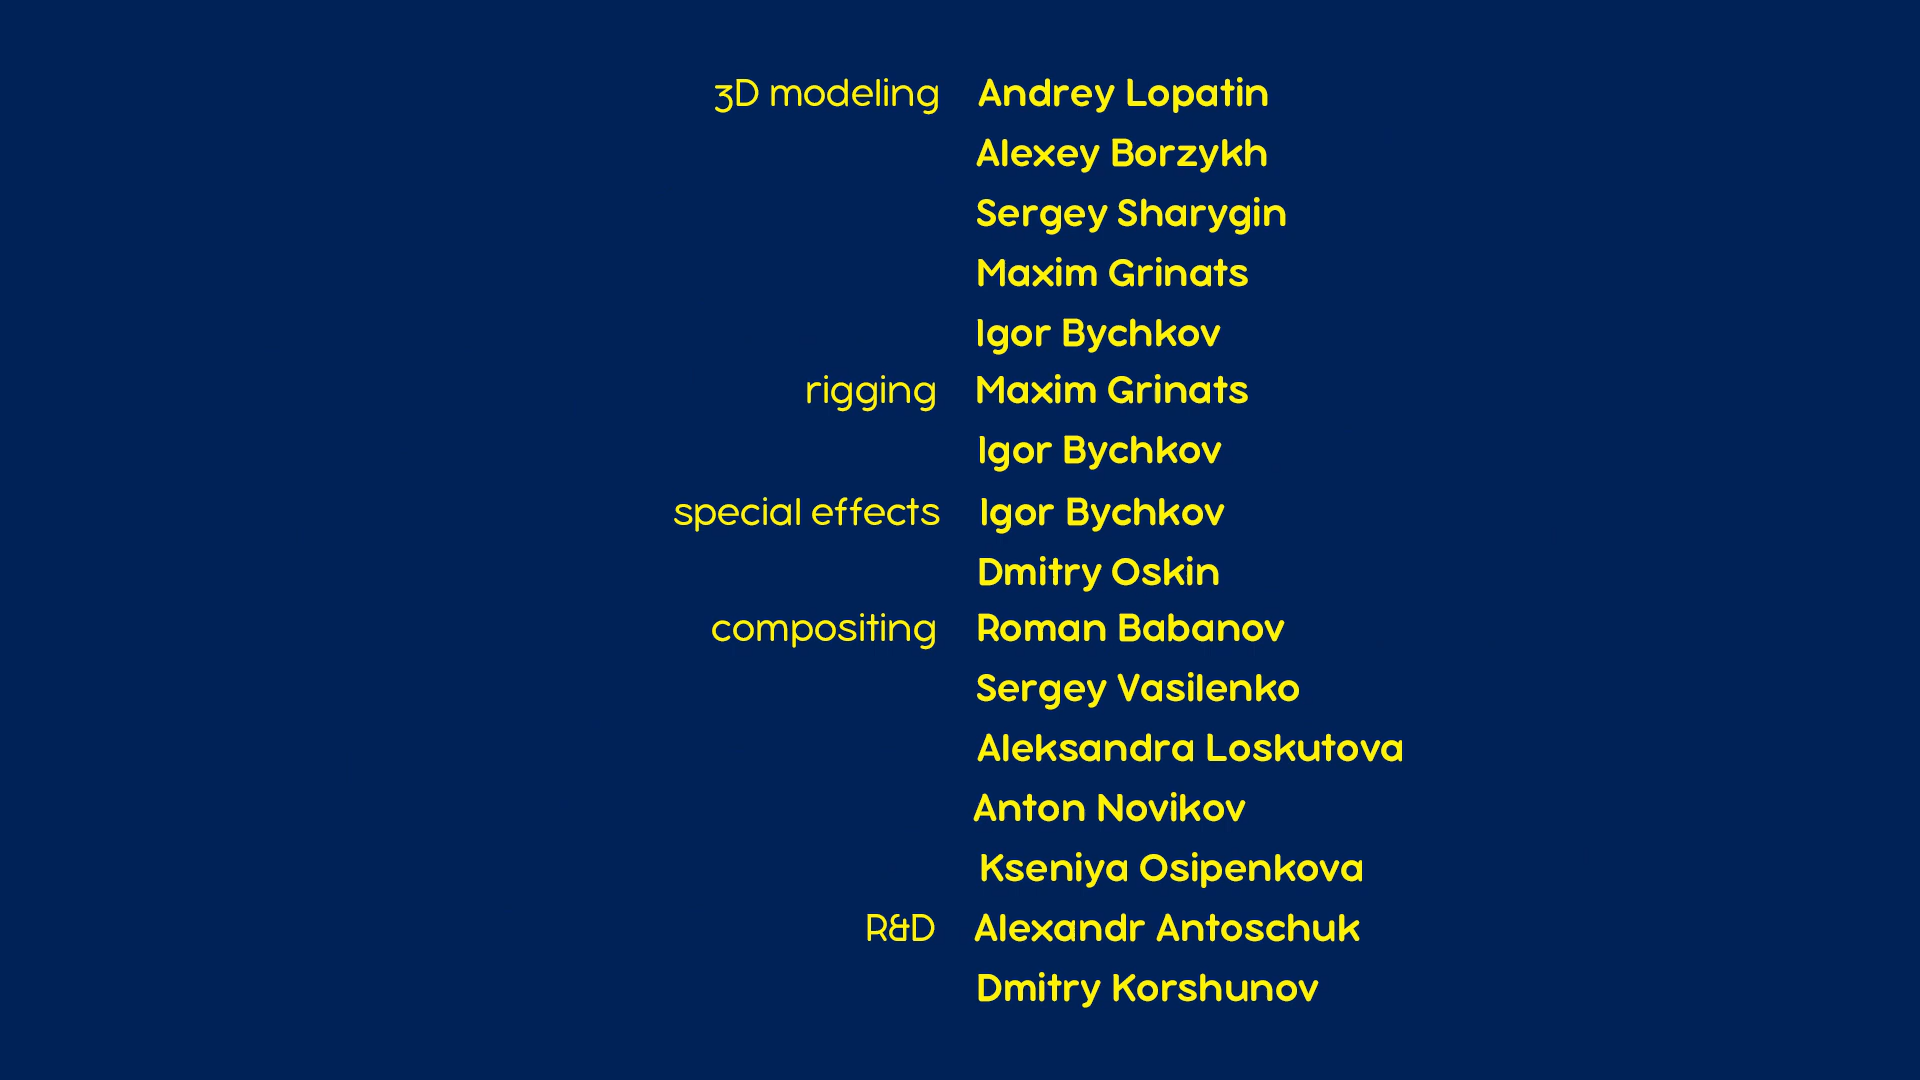 3D modeling Andrey Lopatin
Alexey Borzykh
Sergey Sharygin
Maxim Grinats
Igor Bychkov
rigging Maxim Grinats
Igor Bychkov
special effects Igor Bychkov
Dmitry Oskin
compositing Roman Babanov
Sergey Vasilenko
Aleksandra Loskutova
Anton Novikov
Kseniya Osipenkova
R&D Alexandr Antoschuk
Dmitry Korshunov